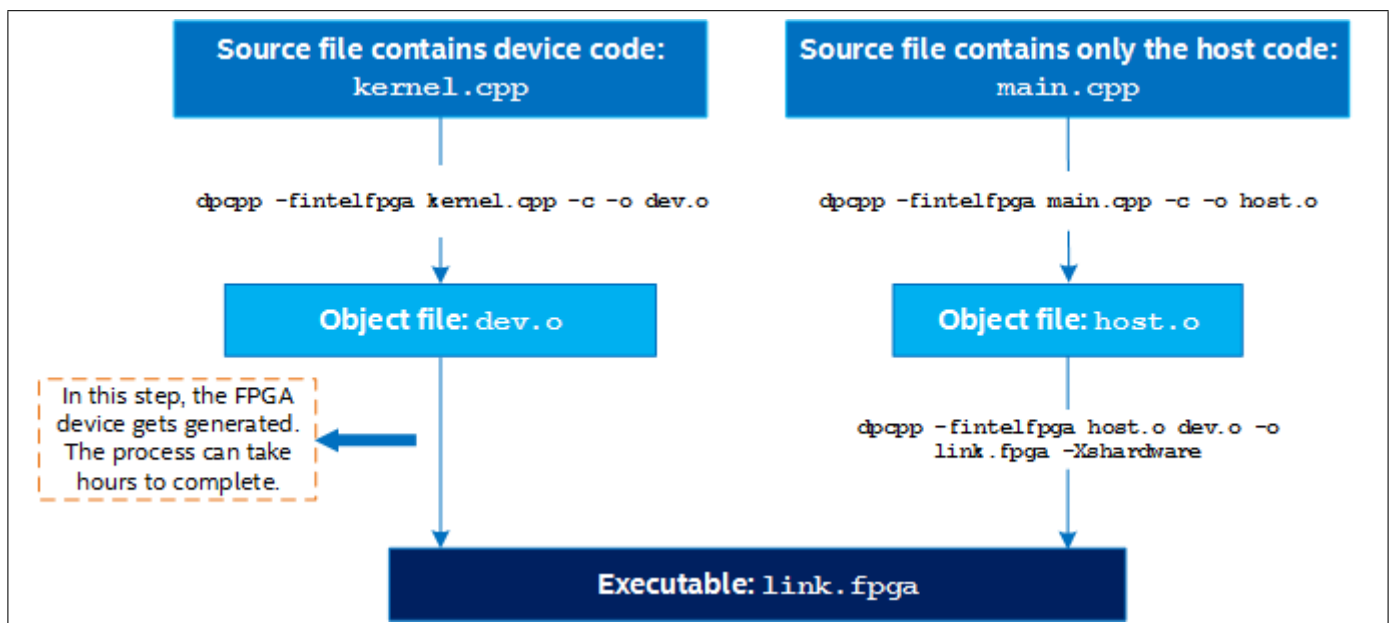 Source file contains device code:
kernel.cpp
Source file contains only the host code:
main.cpp
dpcpp -fintelfpga kernel.cpp -c -o dev.o
dpcpp -fintelfpga main.cpp -c -o host.o
Object file: dev.o
Object file: host.o
In this step, the FPGA
device gets generated.
The process can take
hours to complete.
dpcpp -fintelfpga host.o dev.o -o
link.fpga -Xshardware
Executable: link.fpga